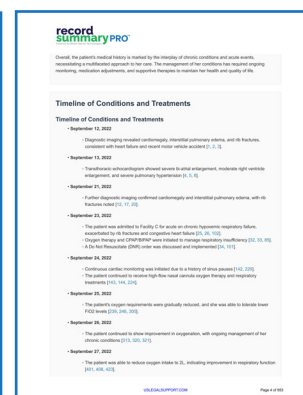 record
summary PRO™
Overall, the patient's medical history is marked by the interplay of chronic conditions and acute events,
necessitating a multifaceted approach to her care. The management of her conditions has required ongoing
monitoring, medication adjustments, and supportive therapies to maintain her health and quality of life.
Timeline of Conditions and Treatments
Timeline of Conditions and Treatments
• September 12, 2022
◦ Diagnostic imaging revealed cardiomegaly, interstitial pulmonary edema, and rib fractures,
consistent with heart failure and recent motor vehicle accident [1, 2, 3].
• September 13, 2022
◦ Transthoracic echocardiogram showed severe bi-atrial enlargement, moderate right ventricle
enlargement, and severe pulmonary hypertension [4, 5, 6].
• September 21, 2022
◦ Further diagnostic imaging confirmed cardiomegaly and interstitial pulmonary edema, with rib
fractures noted [12, 17, 20].
• September 23, 2022
◦ The patient was admitted to Facility C for acute on chronic hypoxemic respiratory failure,
exacerbated by rib fractures and congestive heart failure [25, 26, 102].
◦ Oxygen therapy and CPAP/BIPAP were initiated to manage respiratory insufficiency [32, 33, 85].
◦ A Do Not Resuscitate (DNR) order was discussed and implemented [34, 151].
• September 24, 2022
◦ Continuous cardiac monitoring was initiated due to a history of sinus pauses [142, 228].
◦ The patient continued to receive high-flow nasal cannula oxygen therapy and respiratory
treatments [143, 144, 224].
• September 25, 2022
◦ The patient's oxygen requirements were gradually reduced, and she was able to tolerate lower
FiO2 levels [239, 246, 300].
• September 26, 2022
◦ The patient continued to show improvement in oxygenation, with ongoing management of her
chronic conditions [313, 320, 321].
• September 27, 2022
◦ The patient was able to reduce oxygen intake to 2L, indicating improvement in respiratory function
[401, 408, 423].
USLEGALSUPPORT.COM
Page 4 of 653